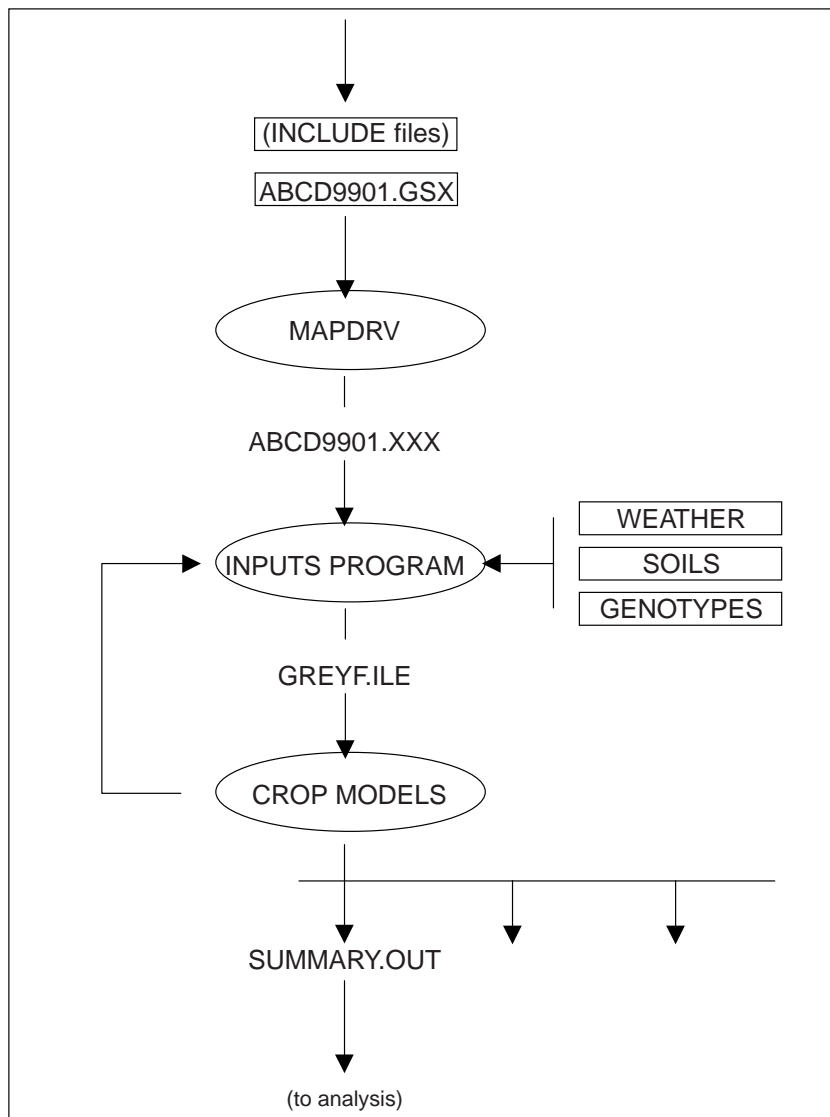 (INCLUDE files)
ABCD9901.GSX
MAPDRV
ABCD9901.XXX
INPUTS PROGRAM
WEATHER
SOILS
GENOTYPES
GREYF.ILE
CROP MODELS
SUMMARY.OUT
(to analysis)